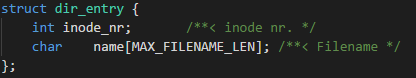 struct dir_entry {
    int inode_nr;        /**< inode nr. */
    char    name[MAX_FILENAME_LEN]; /**< Filename */
};